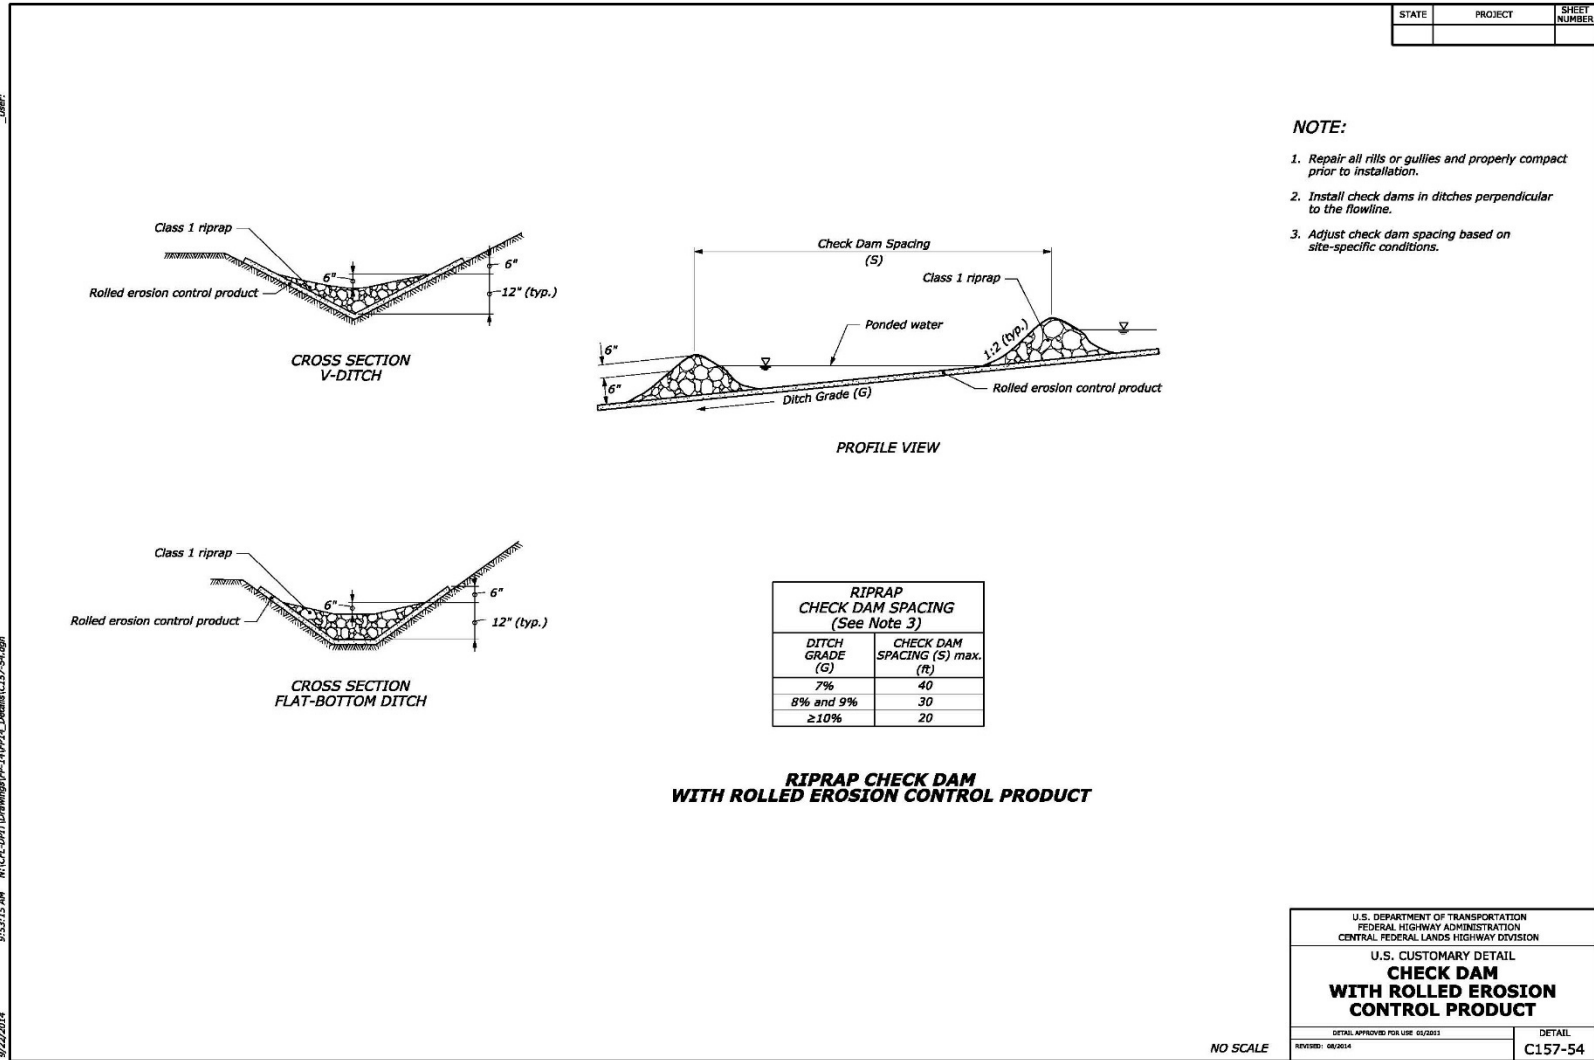 STATE PROJECT SHEET NUMBER
NOTE:
1. Repair all rills or gullies and properly compact
prior to installation.
2. Install check dams in ditches perpendicular
to the flowline.
3. Adjust check dam spacing based on
site-specific conditions.
Class 1 riprap
6"
6"
Rolled erosion control product
12" (typ.)
CROSS SECTION
V-DITCH
Check Dam Spacing
(S)
Class 1 riprap
Ponded water
1:2 (typ.)
6"
6"
Rolled erosion control product
Ditch Grade (G)
PROFILE VIEW
Class 1 riprap
6"
6"
Rolled erosion control product
12" (typ.)
CROSS SECTION
FLAT-BOTTOM DITCH
RIPRAP
CHECK DAM SPACING
(See Note 3)
DITCH GRADE (G) CHECK DAM SPACING (S) max. (ft)
7% 40
8% and 9% 30
≥10% 20
RIPRAP CHECK DAM
WITH ROLLED EROSION CONTROL PRODUCT
U.S. DEPARTMENT OF TRANSPORTATION
FEDERAL HIGHWAY ADMINISTRATION
CENTRAL FEDERAL LANDS HIGHWAY DIVISION
U.S. CUSTOMARY DETAIL
CHECK DAM
WITH ROLLED EROSION
CONTROL PRODUCT
DETAIL APPROVED FOR USE
REVISED: 08/2014
DETAIL
C157-54
NO SCALE
9/22/2014 9:53:15 AM